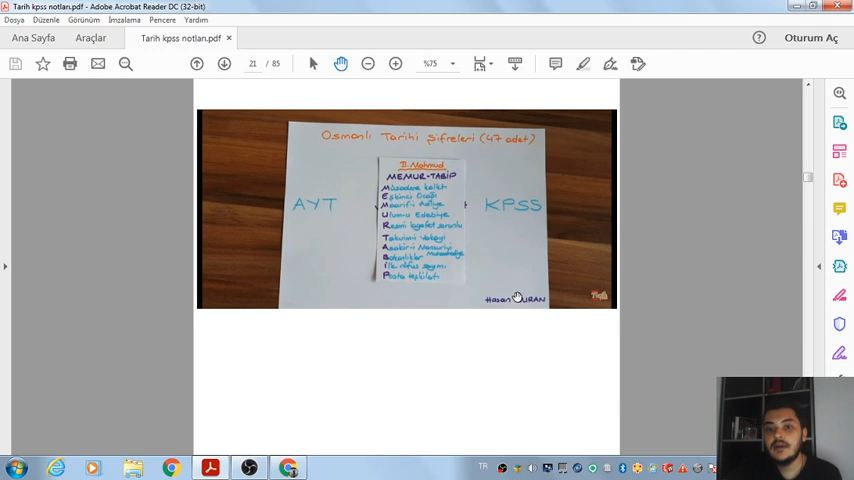 Tarih kpss notları.pdf - Adobe Acrobat Reader DC (32-bit)
Dosya Düzenle Görünüm İmzalama Pencere Yardım
Ana Sayfa Araçlar Tarih kpss notları.pdf Oturum Aç
21 / 85 %75
Osmanlı Tarihi Şifreleri (47 adet)
II. Mahmud
MEMUR-TABİP
Müsadere kalktı
Eşkinci Ocağı
Maarif-i Adliye
Ulum-u Edebiye
Resmi kıyafet zorunlu
Takvim-i Vekayi
Asakir-i Mansure-i
Muhammediye
Bakanlıklar
İlk nüfus sayımı
Posta teşkilatı
AYT
KPSS
Hasan
TR